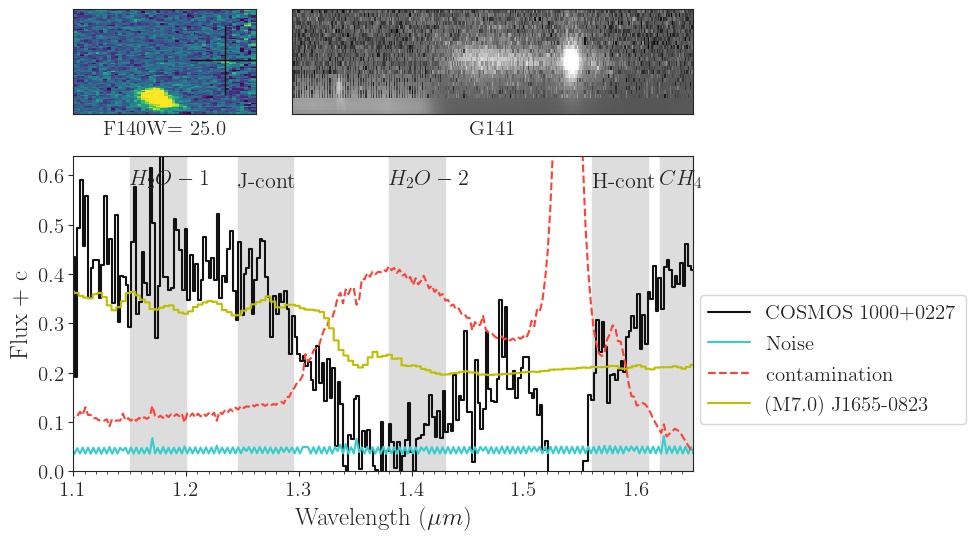 F140W= 25.0
G141
H₂O − 1
J-cont
H₂O − 2
H-cont
CH₄
0.6
0.5
0.4
0.3
0.2
0.1
0.0
Flux + c
1.1
1.2
1.3
1.4
1.5
1.6
Wavelength (μm)
COSMOS 1000+0227
Noise
contamination
(M7.0) J1655-0823